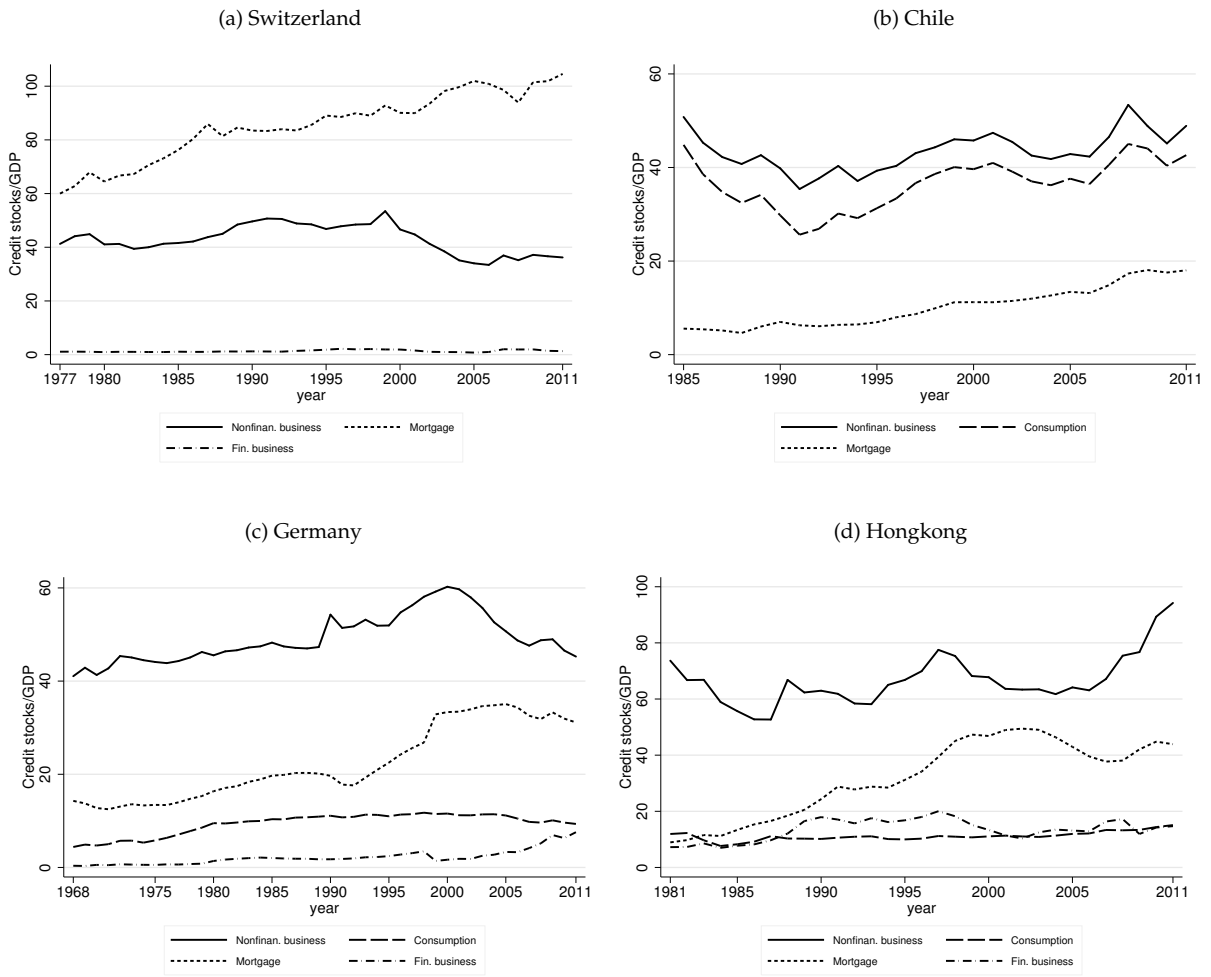 (a) Switzerland
Credit stocks/GDP
0 20 40 60 80 100
1977 1980 1985 1990 1995 2000 2005 2011
year
Nonfinan. business Mortgage
Fin. business
(b) Chile
Credit stocks/GDP
0 20 40 60
1985 1990 1995 2000 2005 2011
year
Nonfinan. business Consumption
Mortgage
(c) Germany
Credit stocks/GDP
0 20 40 60
1968 1975 1980 1985 1990 1995 2000 2005 2011
year
Nonfinan. business Consumption
Mortgage Fin. business
(d) Hongkong
Credit stocks/GDP
0 20 40 60 80 100
1981 1985 1990 1995 2000 2005 2011
year
Nonfinan. business Consumption
Mortgage Fin. business